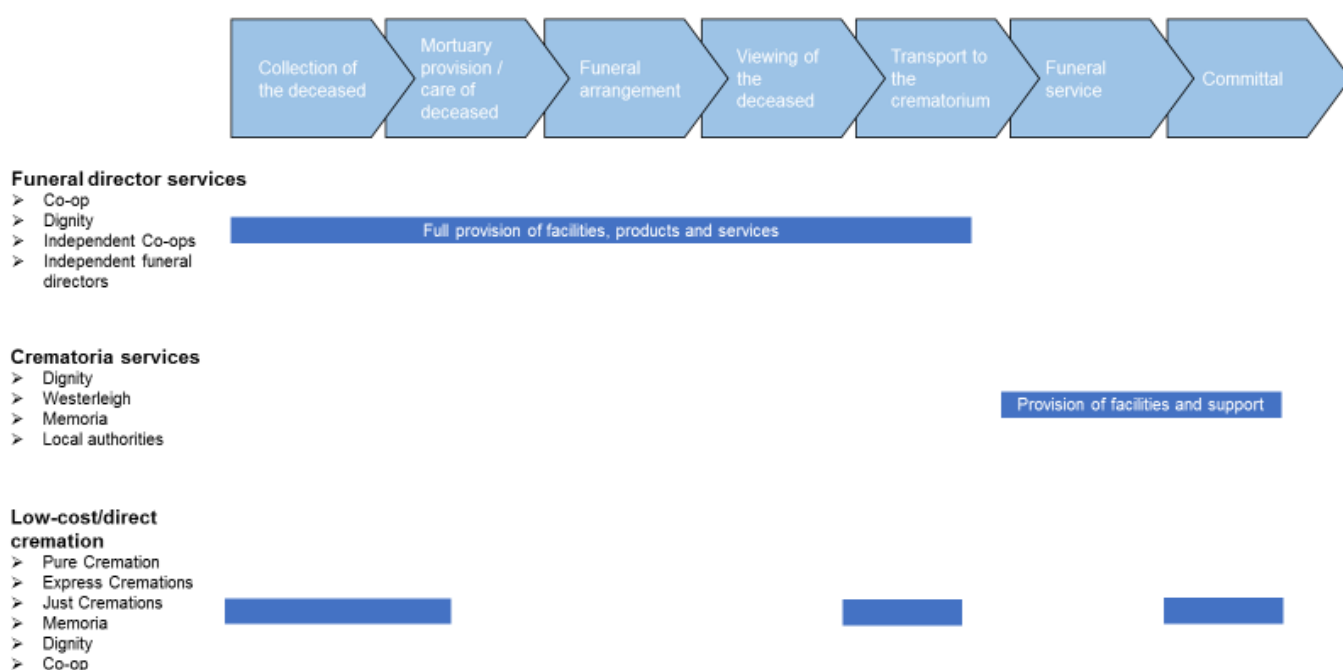 Collection of
the deceased
Mortuary
provision /
care of
deceased
Funeral
arrangement
Viewing of
the
deceased
Transport to
the
crematorium
Funeral
service
Committal
Funeral director services
➢ Co-op
➢ Dignity
➢ Independent Co-ops
➢ Independent funeral
directors
Full provision of facilities, products and services
Crematoria services
➢ Dignity
➢ Westerleigh
➢ Memoria
➢ Local authorities
Provision of facilities and support
Low-cost/direct
cremation
➢ Pure Cremation
➢ Express Cremations
➢ Just Cremations
➢ Memoria
➢ Dignity
➢ Co-op